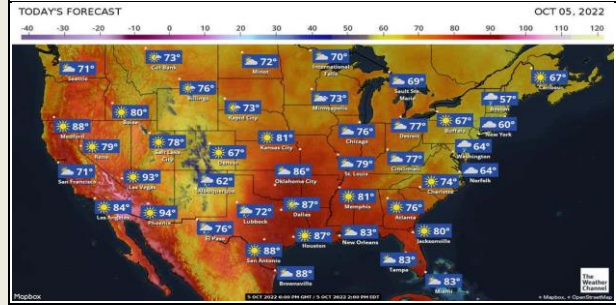 TODAY'S FORECAST
OCT 05, 2022
-40 -30 -20 -10 0 10 20 30 40 50 60 70 80 90 100 110 120
71°
Seattle
73°
Cut Bank
72°
Minot
70°
International Falls
69°
Sault Ste. Marie
67°
Caribou
76°
Billings
73°
Rapid City
73°
Minneapolis
57°
Boston
80°
Boise
67°
Buffalo
60°
New York
88°
Medford
79°
Reno
78°
Salt Lake City
67°
Denver
81°
Kansas City
76°
Chicago
77°
Detroit
64°
Washington
71°
San Francisco
93°
Las Vegas
62°
Albuquerque
86°
Oklahoma City
79°
St. Louis
77°
Cincinnati
64°
Norfolk
84°
Los Angeles
94°
Phoenix
72°
Lubbock
87°
Dallas
81°
Memphis
74°
Charlotte
76°
El Paso
76°
Atlanta
88°
San Antonio
87°
Houston
83°
New Orleans
80°
Jacksonville
88°
Brownsville
83°
Tampa
83°
Miami
5 OCT 2022 6:00 PM GMT / 5 OCT 2022 2:00 PM EDT
The
Weather
Channel
© Mapbox, © OpenStreetMap
Mapbox